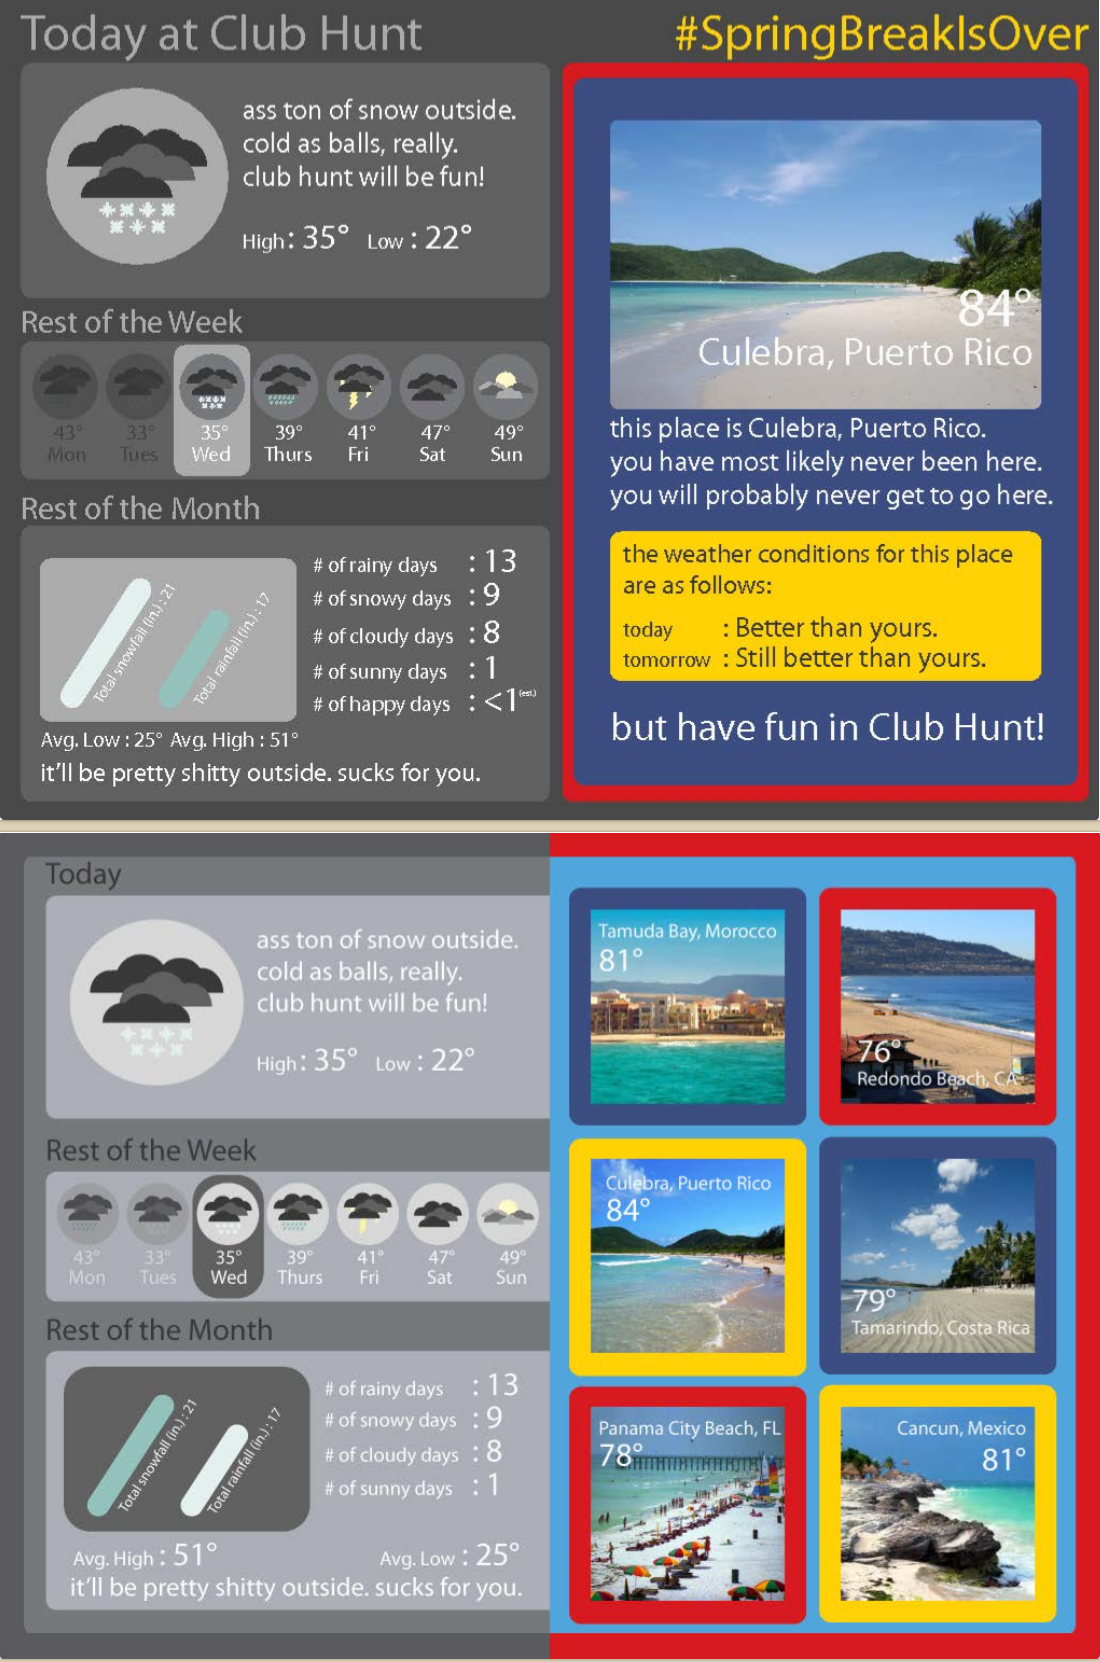 Today at Club Hunt
#SpringBreakIsOver
ass ton of snow outside.
cold as balls, really.
club hunt will be fun!
High: 35° Low : 22°
Rest of the Week
43° 33° 35° 39° 41° 47° 49°
Mon Tues Wed Thurs Fri Sat Sun
Rest of the Month
Total snowfall (in.) : 21
Total rainfall (in.) : 17
# of rainy days : 13
# of snowy days : 9
# of cloudy days : 8
# of sunny days : 1
# of happy days : <1 (est.)
Avg. Low : 25° Avg. High : 51°
it'll be pretty shitty outside. sucks for you.
84°
Culebra, Puerto Rico
this place is Culebra, Puerto Rico.
you have most likely never been here.
you will probably never get to go here.
the weather conditions for this place
are as follows:
today : Better than yours.
tomorrow : Still better than yours.
but have fun in Club Hunt!
Today
ass ton of snow outside.
cold as balls, really.
club hunt will be fun!
High: 35° Low : 22°
Rest of the Week
43° 33° 35° 39° 41° 47° 49°
Mon Tues Wed Thurs Fri Sat Sun
Rest of the Month
Total snowfall (in.) : 21
Total rainfall (in.) : 17
# of rainy days : 13
# of snowy days : 9
# of cloudy days : 8
# of sunny days : 1
Avg. High : 51° Avg. Low : 25°
it'll be pretty shitty outside. sucks for you.
Tamuda Bay, Morocco
81°
76°
Redondo Beach, CA
Culebra, Puerto Rico
84°
79°
Tamarindo, Costa Rica
Panama City Beach, FL
78°
Cancun, Mexico
81°